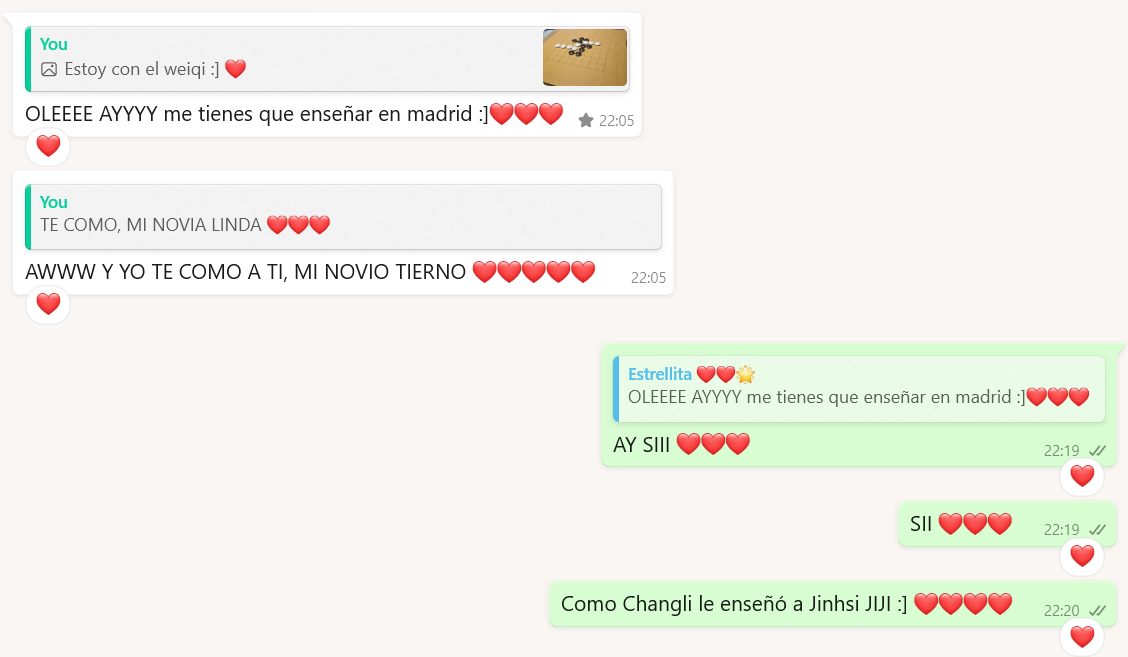 You
Estoy con el weiqi :] ❤️
OLEEEE AYYYY me tienes que enseñar en madrid :]❤️❤️❤️
22:05
❤️
You
TE COMO, MI NOVIA LINDA ❤️❤️❤️
AWWW Y YO TE COMO A TI, MI NOVIO TIERNO ❤️❤️❤️❤️❤️
22:05
❤️
Estrellita ❤️❤️🌟
OLEEEE AYYYY me tienes que enseñar en madrid :]❤️❤️❤️
AY SIII ❤️❤️❤️
22:19
❤️
SII ❤️❤️❤️
22:19
❤️
Como Changli le enseñó a Jinhsi JIJI :] ❤️❤️❤️❤️
22:20
❤️